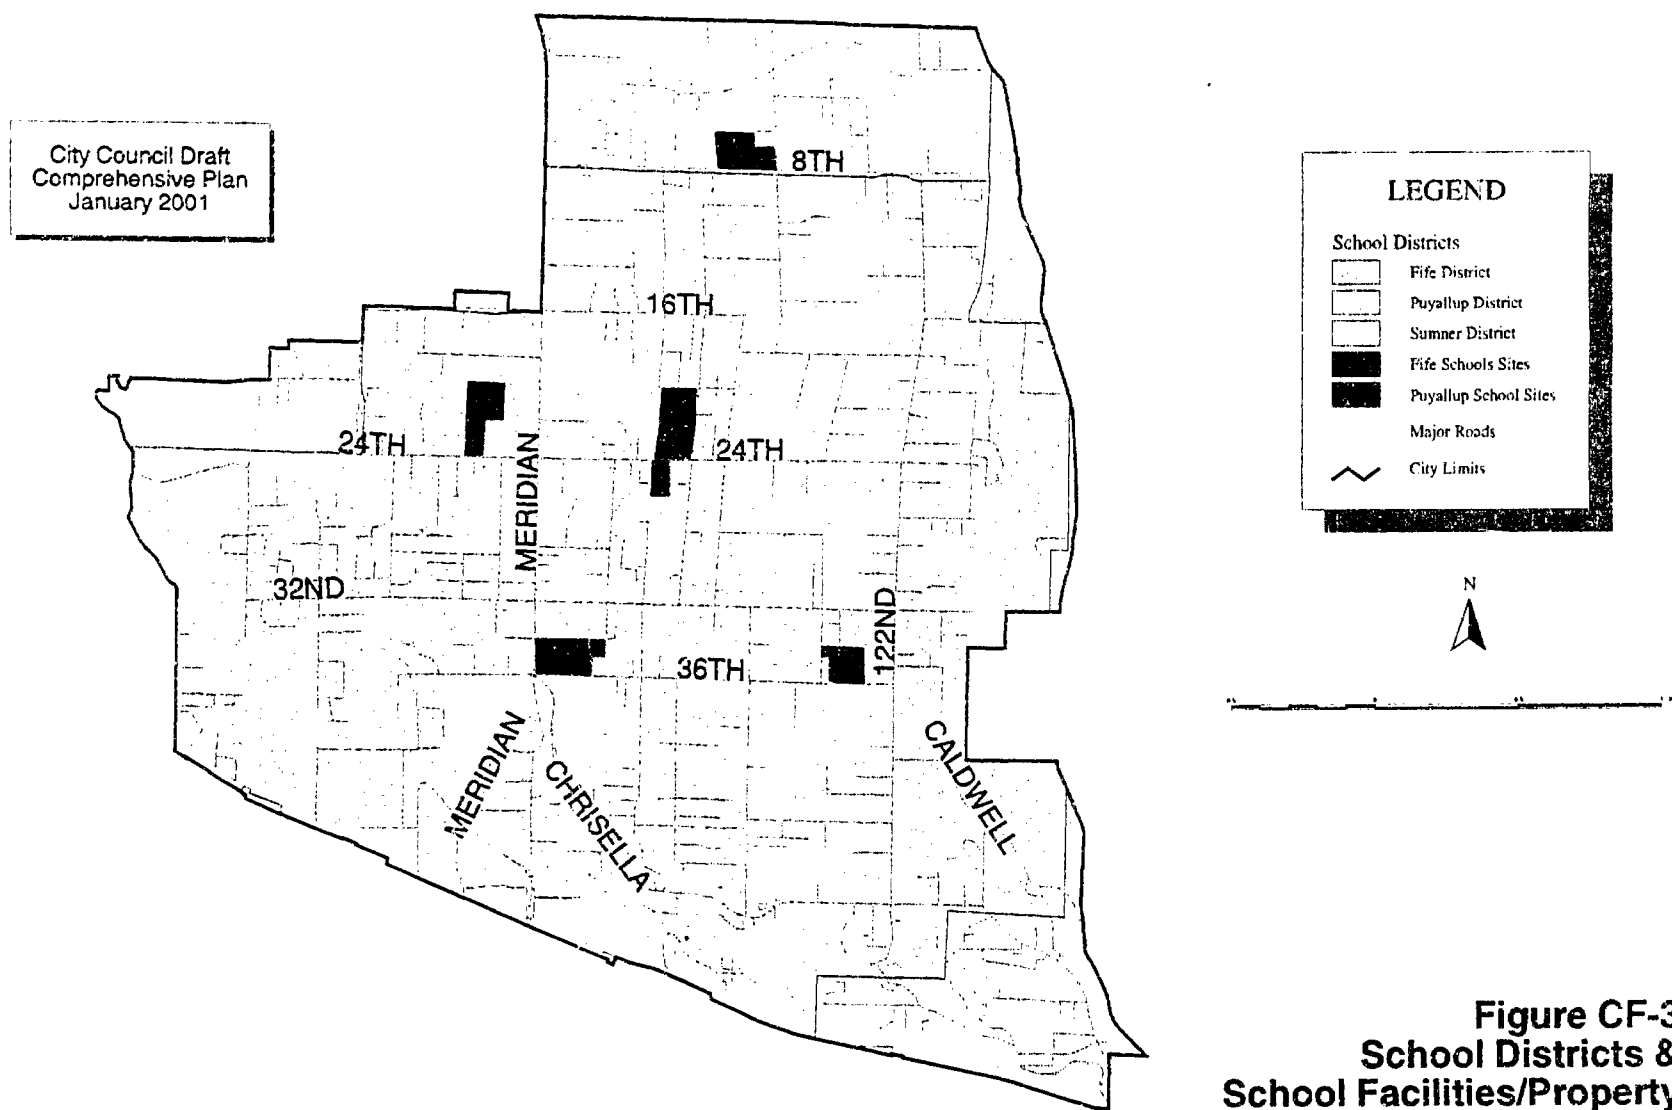 City Council Draft
Comprehensive Plan
January 2001
8TH
16TH
24TH
MERIDIAN
24TH
32ND
122ND
36TH
MERIDIAN
CHRISELLA
CALDWELL
LEGEND
School Districts
Fife District
Puyallup District
Sumner District
Fife Schools Sites
Puyallup School Sites
Major Roads
City Limits
N
Figure CF-3
School Districts &
School Facilities/Property